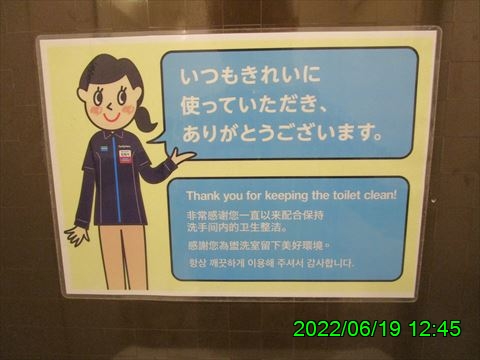 いつもきれいに
使っていただき、
ありがとうございます。
Thank you for keeping the toilet clean!
非常感谢您一直以来配合保持
洗手间内的卫生整洁。
感謝您為盥洗室留下美好環境。
항상 깨끗하게 이용해 주셔서 감사합니다.
2022/06/19 12:45